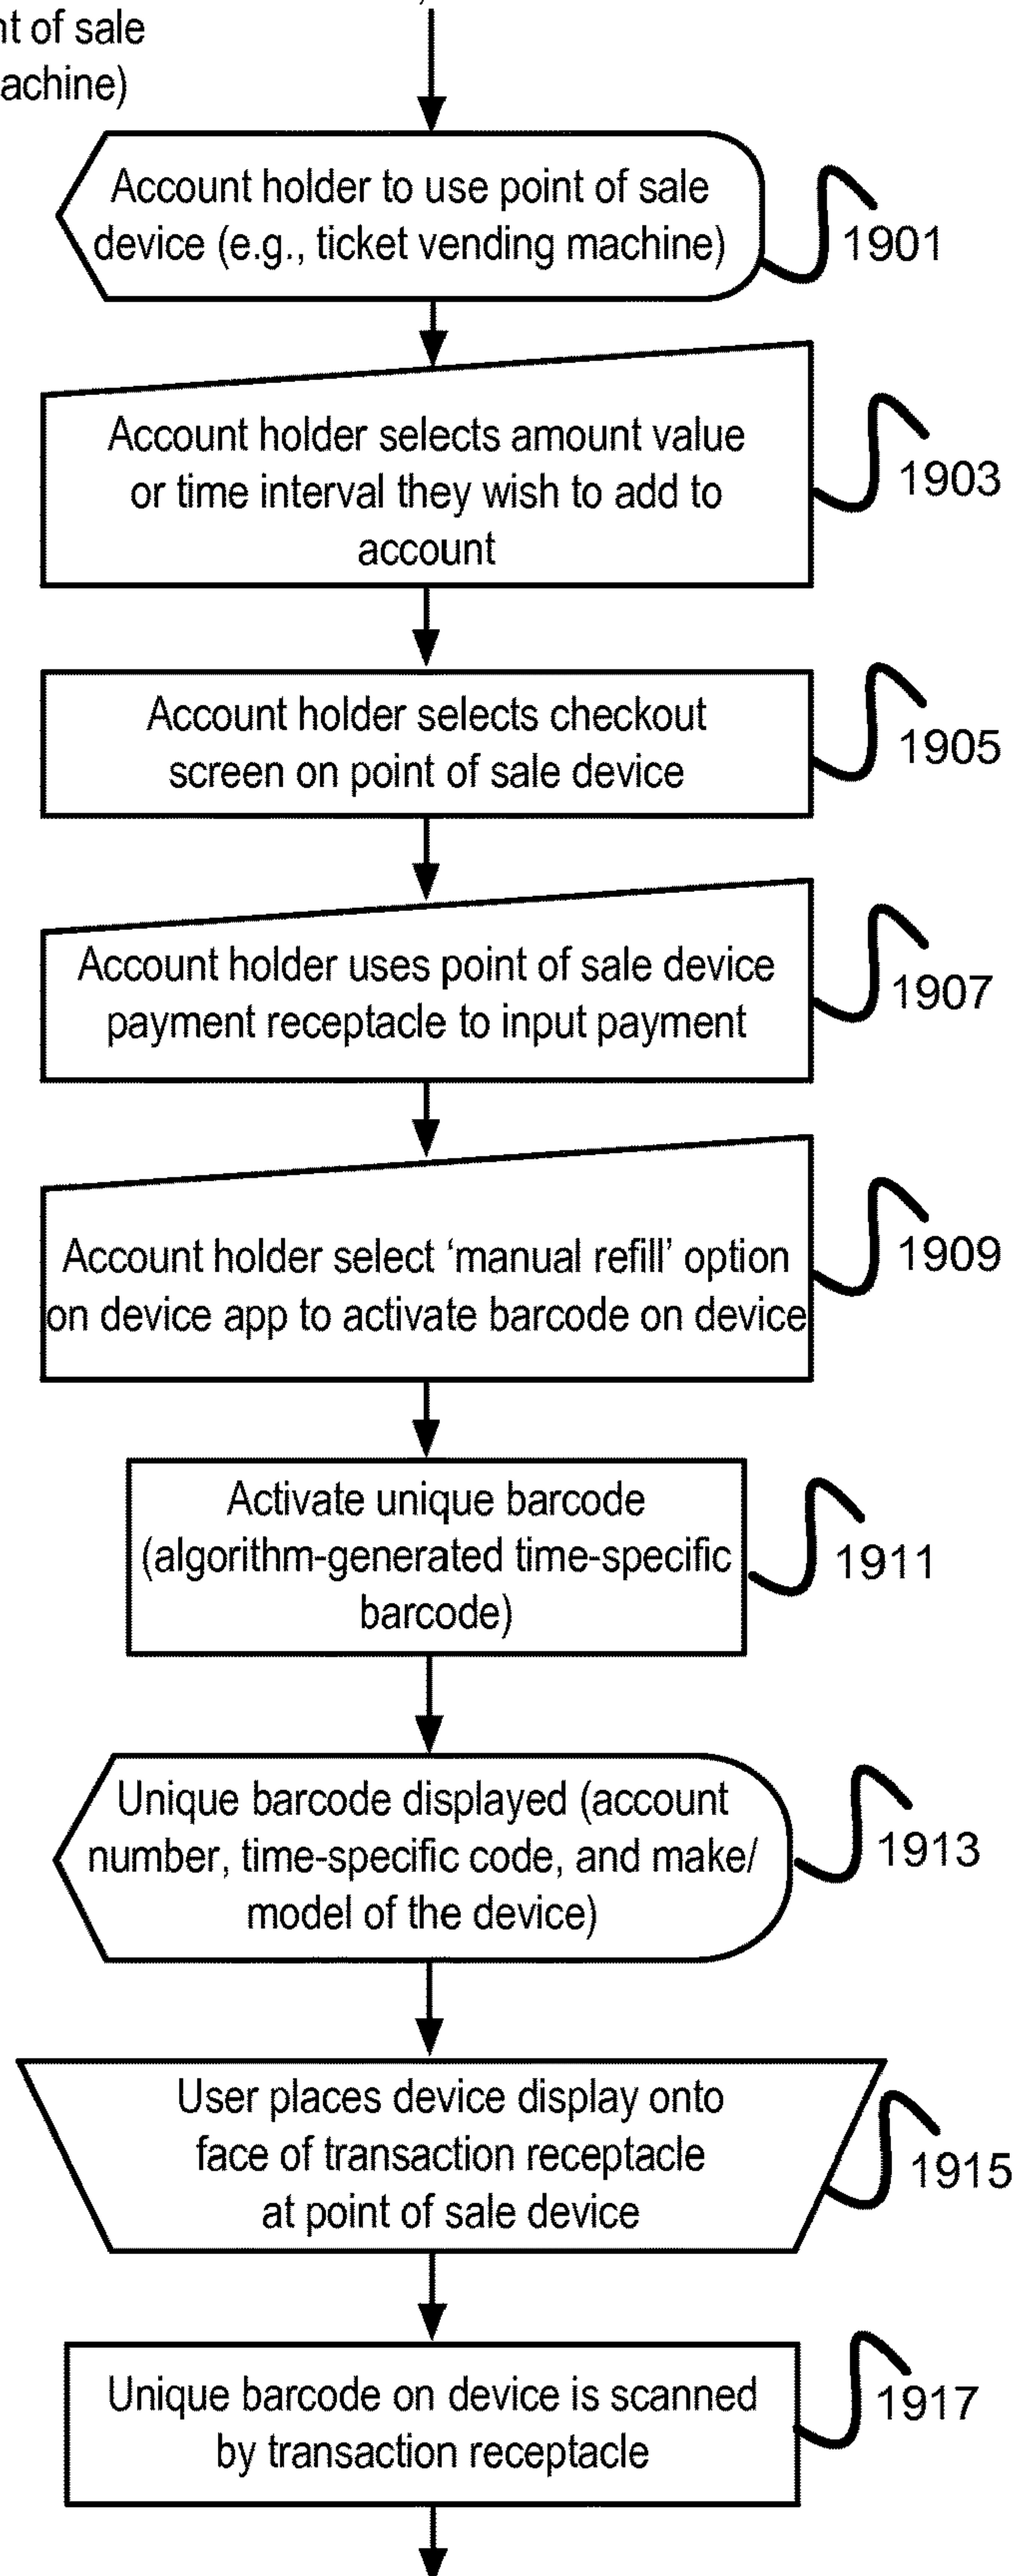 of sale
Account holder to use point of sale
device (e.g., ticket vending machine)
1901
Account holder selects amount value
or time interval they wish to add to
account
1903
Account holder selects checkout
screen on point of sale device
1905
Account holder uses point of sale device
payment receptacle to input payment
1907
Account holder select ‘manual refill’ option
on device app to activate barcode on device
1909
Activate unique barcode
(algorithm-generated time-specific
barcode)
1911
Unique barcode displayed (account
number, time-specific code, and make/
model of the device)
1913
User places device display onto
face of transaction receptacle
at point of sale device
1915
Unique barcode on device is scanned
by transaction receptacle
1917